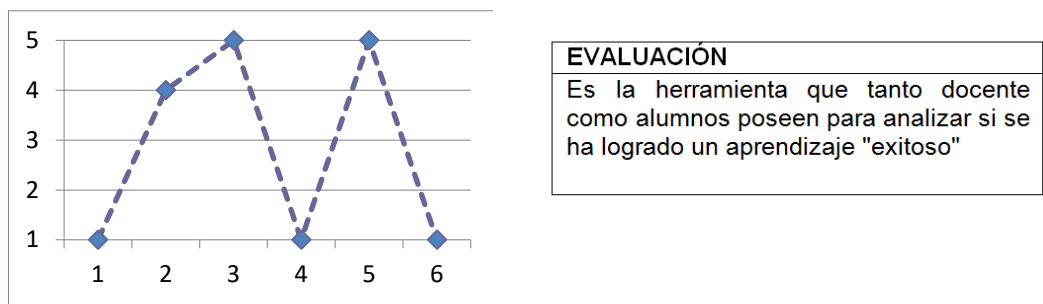 5
4
3
2
1
1 2 3 4 5 6
EVALUACIÓN
Es la herramienta que tanto docente
como alumnos poseen para analizar si se
ha logrado un aprendizaje "exitoso"